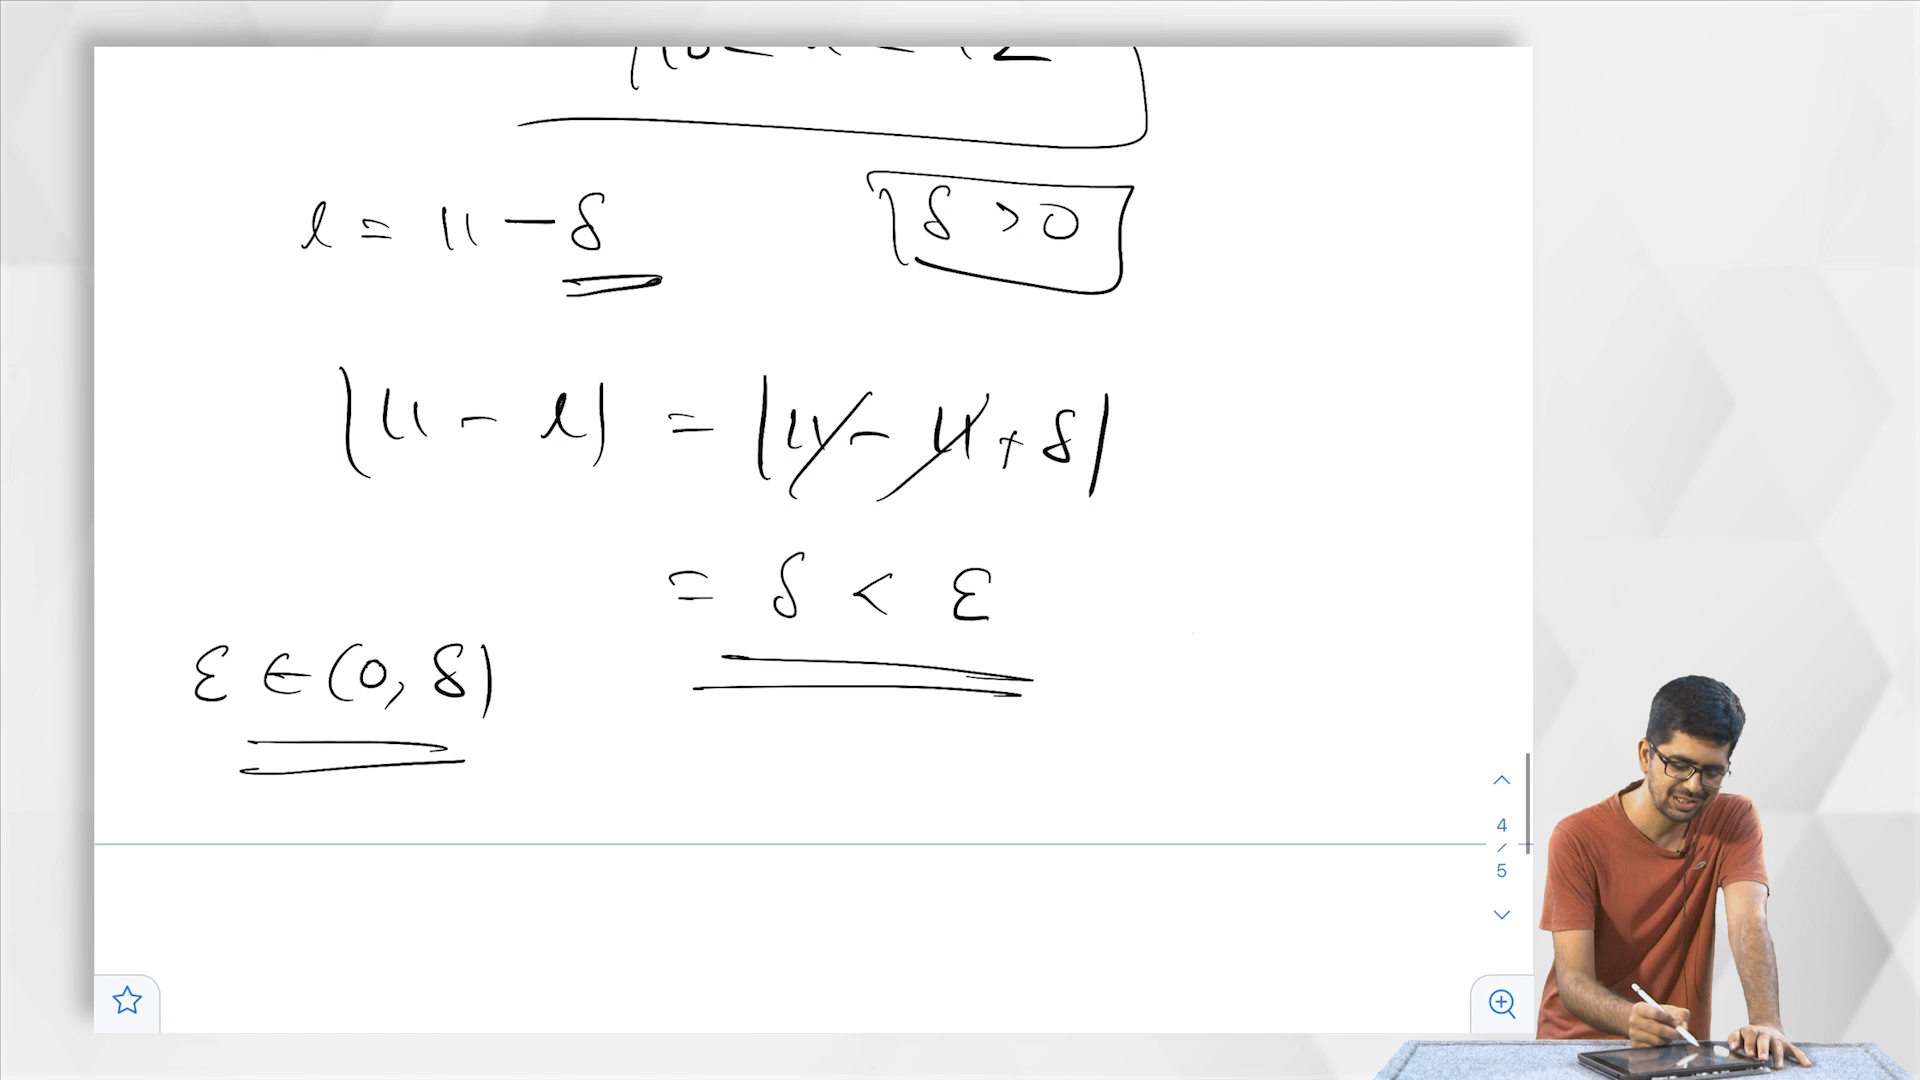 l = 11 - δ
δ > 0
|11 - l| = |11 - 11 + δ|
= δ < ε
ε ∈ (0, δ)
4
/
5